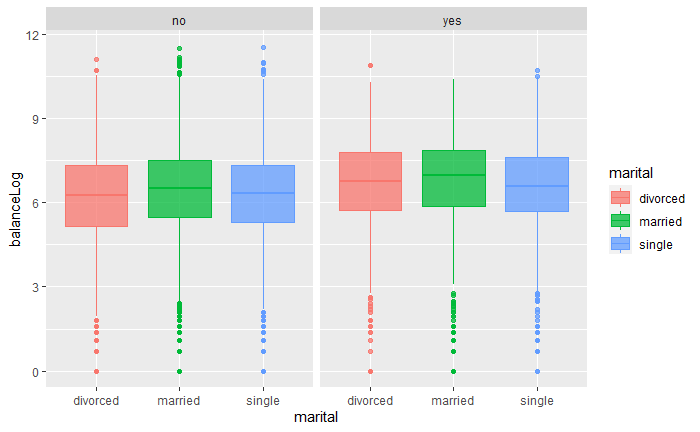 no
yes
12
9
6
3
0
balanceLog
divorced
married
single
divorced
married
single
marital
marital
divorced
married
single